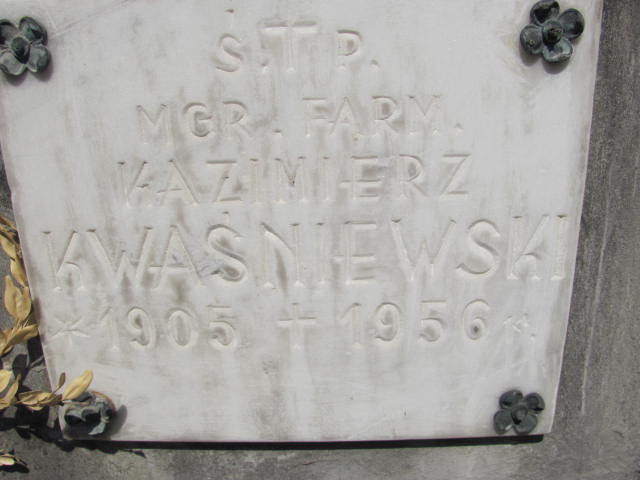 Ś.†P.
MGR. FARM.
KAZIMIERZ
KWAŚNIEWSKI
* 1905 † 1956 R.